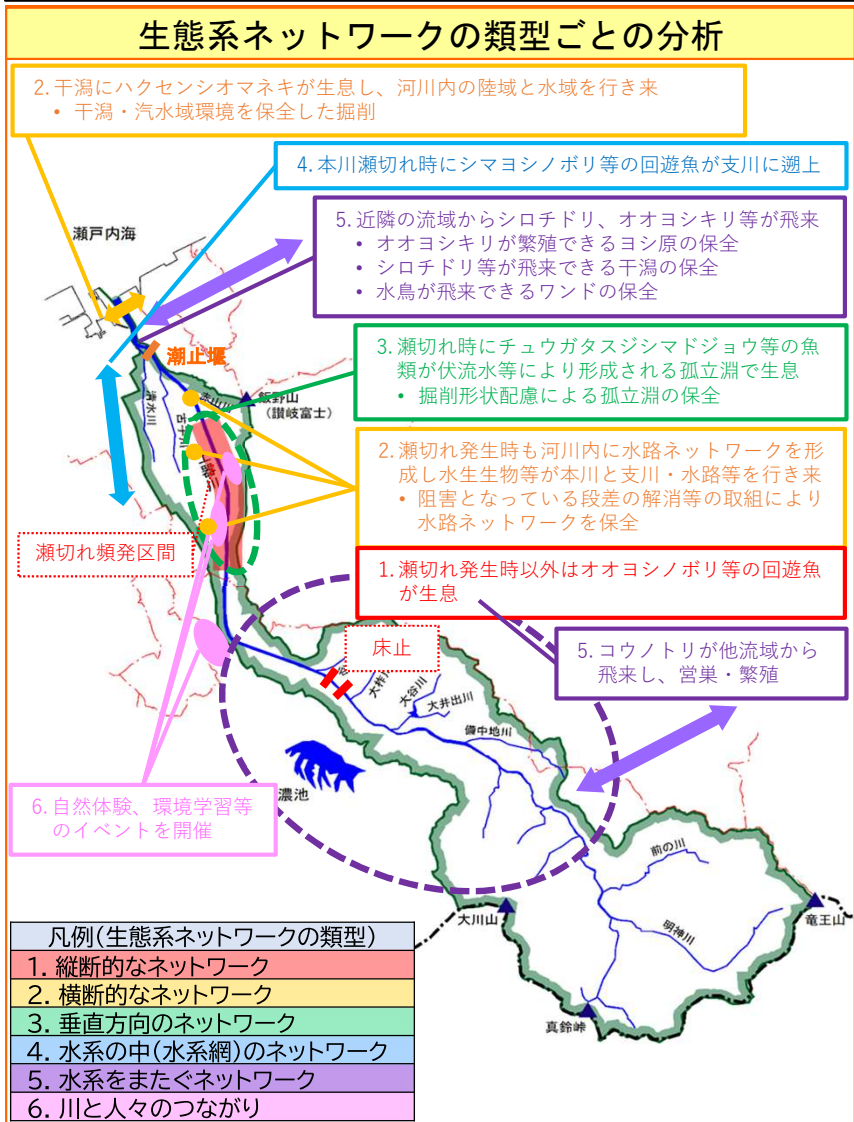 生態系ネットワークの類型ごとの分析
2. 干潟にハクセンシオマネキが生息し、河川内の陸域と水域を行き来
• 干潟・汽水域環境を保全した掘削
4. 本川瀬切れ時にシマヨシノボリ等の回遊魚が支川に遡上
瀬戸内海
5. 近隣の流域からシロチドリ、オオヨシキリ等が飛来
• オオヨシキリが繁殖できるヨシ原の保全
• シロチドリ等が飛来できる干潟の保全
• 水鳥が飛来できるワンドの保全
潮止堰
3. 瀬切れ時にチュウガタスジシマドジョウ等の魚
類が伏流水等により形成される孤立淵で生息
• 掘削形状配慮による孤立淵の保全
飯野山
(讃岐富士)
赤山川
清水川
古子川
2. 瀬切れ発生時も河川内に水路ネットワークを形
成し水生生物等が本川と支川・水路等を行き来
• 阻害となっている段差の解消等の取組により
水路ネットワークを保全
瀬切れ頻発区間
1. 瀬切れ発生時以外はオオヨシノボリ等の回遊魚
が生息
床止
5. コウノトリが他流域から
飛来し、営巣・繁殖
大柞川
大谷川
大井出川
備中地川
濃池
6. 自然体験、環境学習等
のイベントを開催
前の川
明神川
大川山
竜王山
真鈴峠
凡例(生態系ネットワークの類型)
1. 縦断的なネットワーク
2. 横断的なネットワーク
3. 垂直方向のネットワーク
4. 水系の中(水系網)のネットワーク
5. 水系をまたぐネットワーク
6. 川と人々のつながり